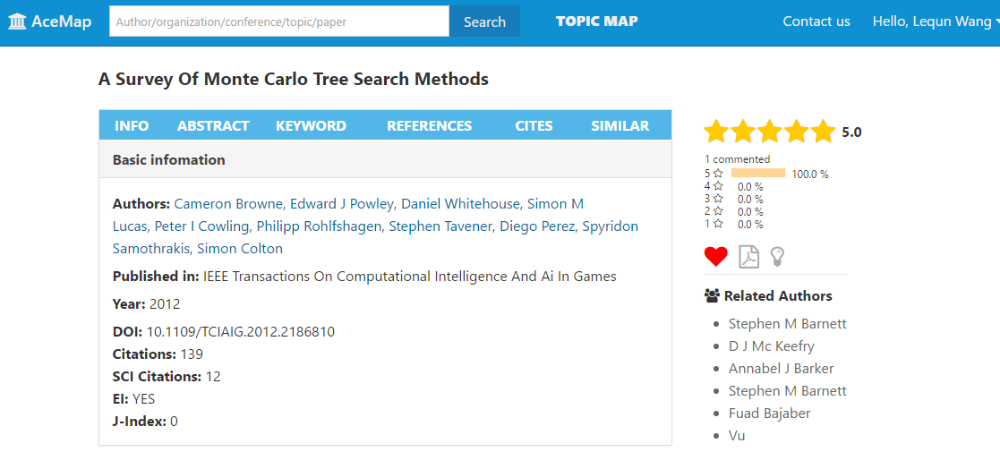 AceMap
Author/organization/conference/topic/paper
Search
TOPIC MAP
Contact us
Hello, Lequn Wang
A Survey Of Monte Carlo Tree Search Methods
INFO ABSTRACT KEYWORD REFERENCES CITES SIMILAR
Basic infomation
Authors: Cameron Browne, Edward J Powley, Daniel Whitehouse, Simon M
Lucas, Peter I Cowling, Philipp Rohlfshagen, Stephen Tavener, Diego Perez, Spyridon
Samothrakis, Simon Colton
Published in: IEEE Transactions On Computational Intelligence And Ai In Games
Year: 2012
DOI: 10.1109/TCIAIG.2012.2186810
Citations: 139
SCI Citations: 12
EI: YES
J-Index: 0
5.0
1 commented
5 100.0 %
4 0.0 %
3 0.0 %
2 0.0 %
1 0.0 %
Related Authors
Stephen M Barnett
D J Mc Keefry
Annabel J Barker
Stephen M Barnett
Fuad Bajaber
Vu